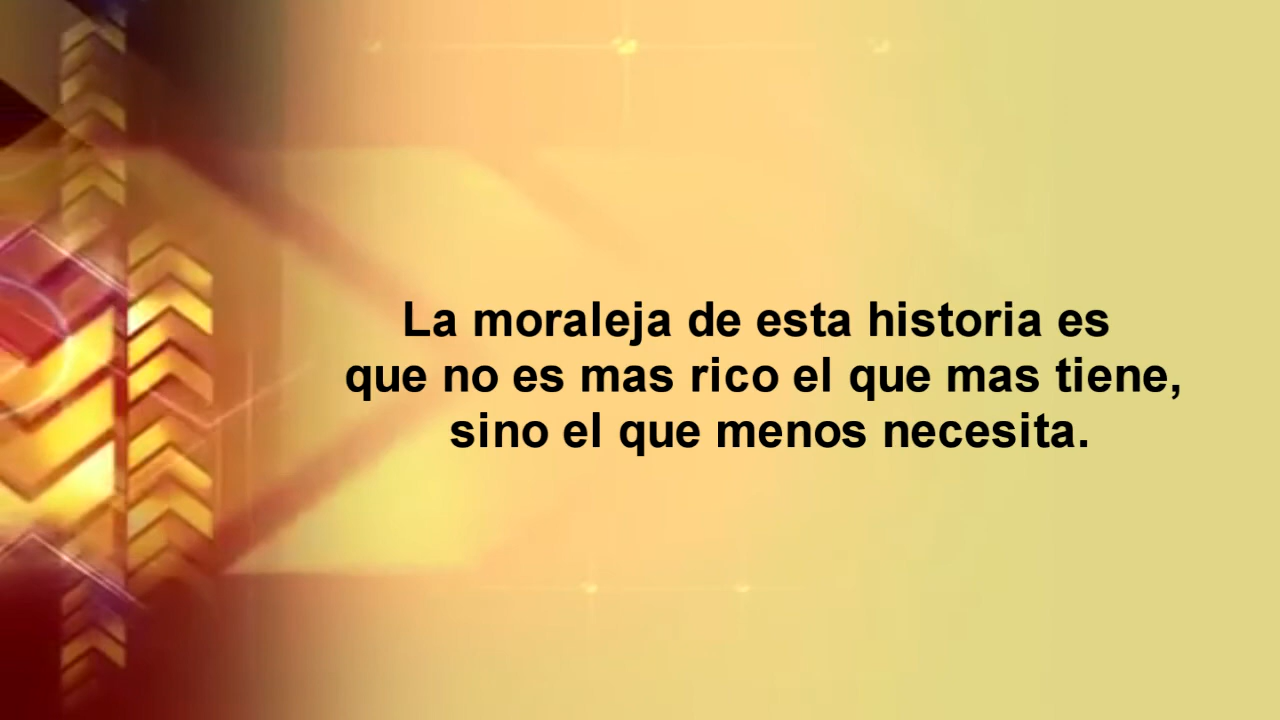 La moraleja de esta historia es
que no es mas rico el que mas tiene,
sino el que menos necesita.